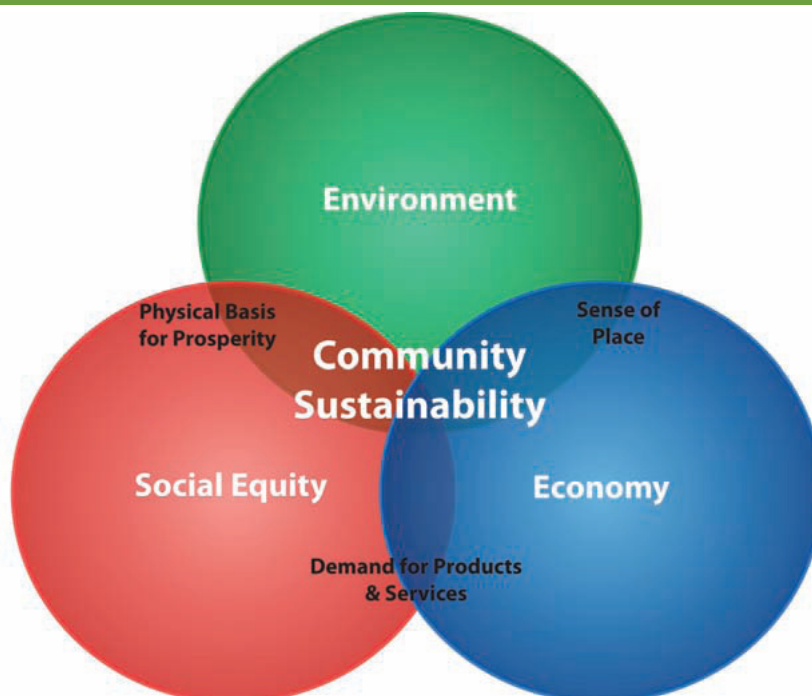 Environment
Physical Basis
for Prosperity
Sense of
Place
Community
Sustainability
Social Equity
Economy
Demand for Products
& Services